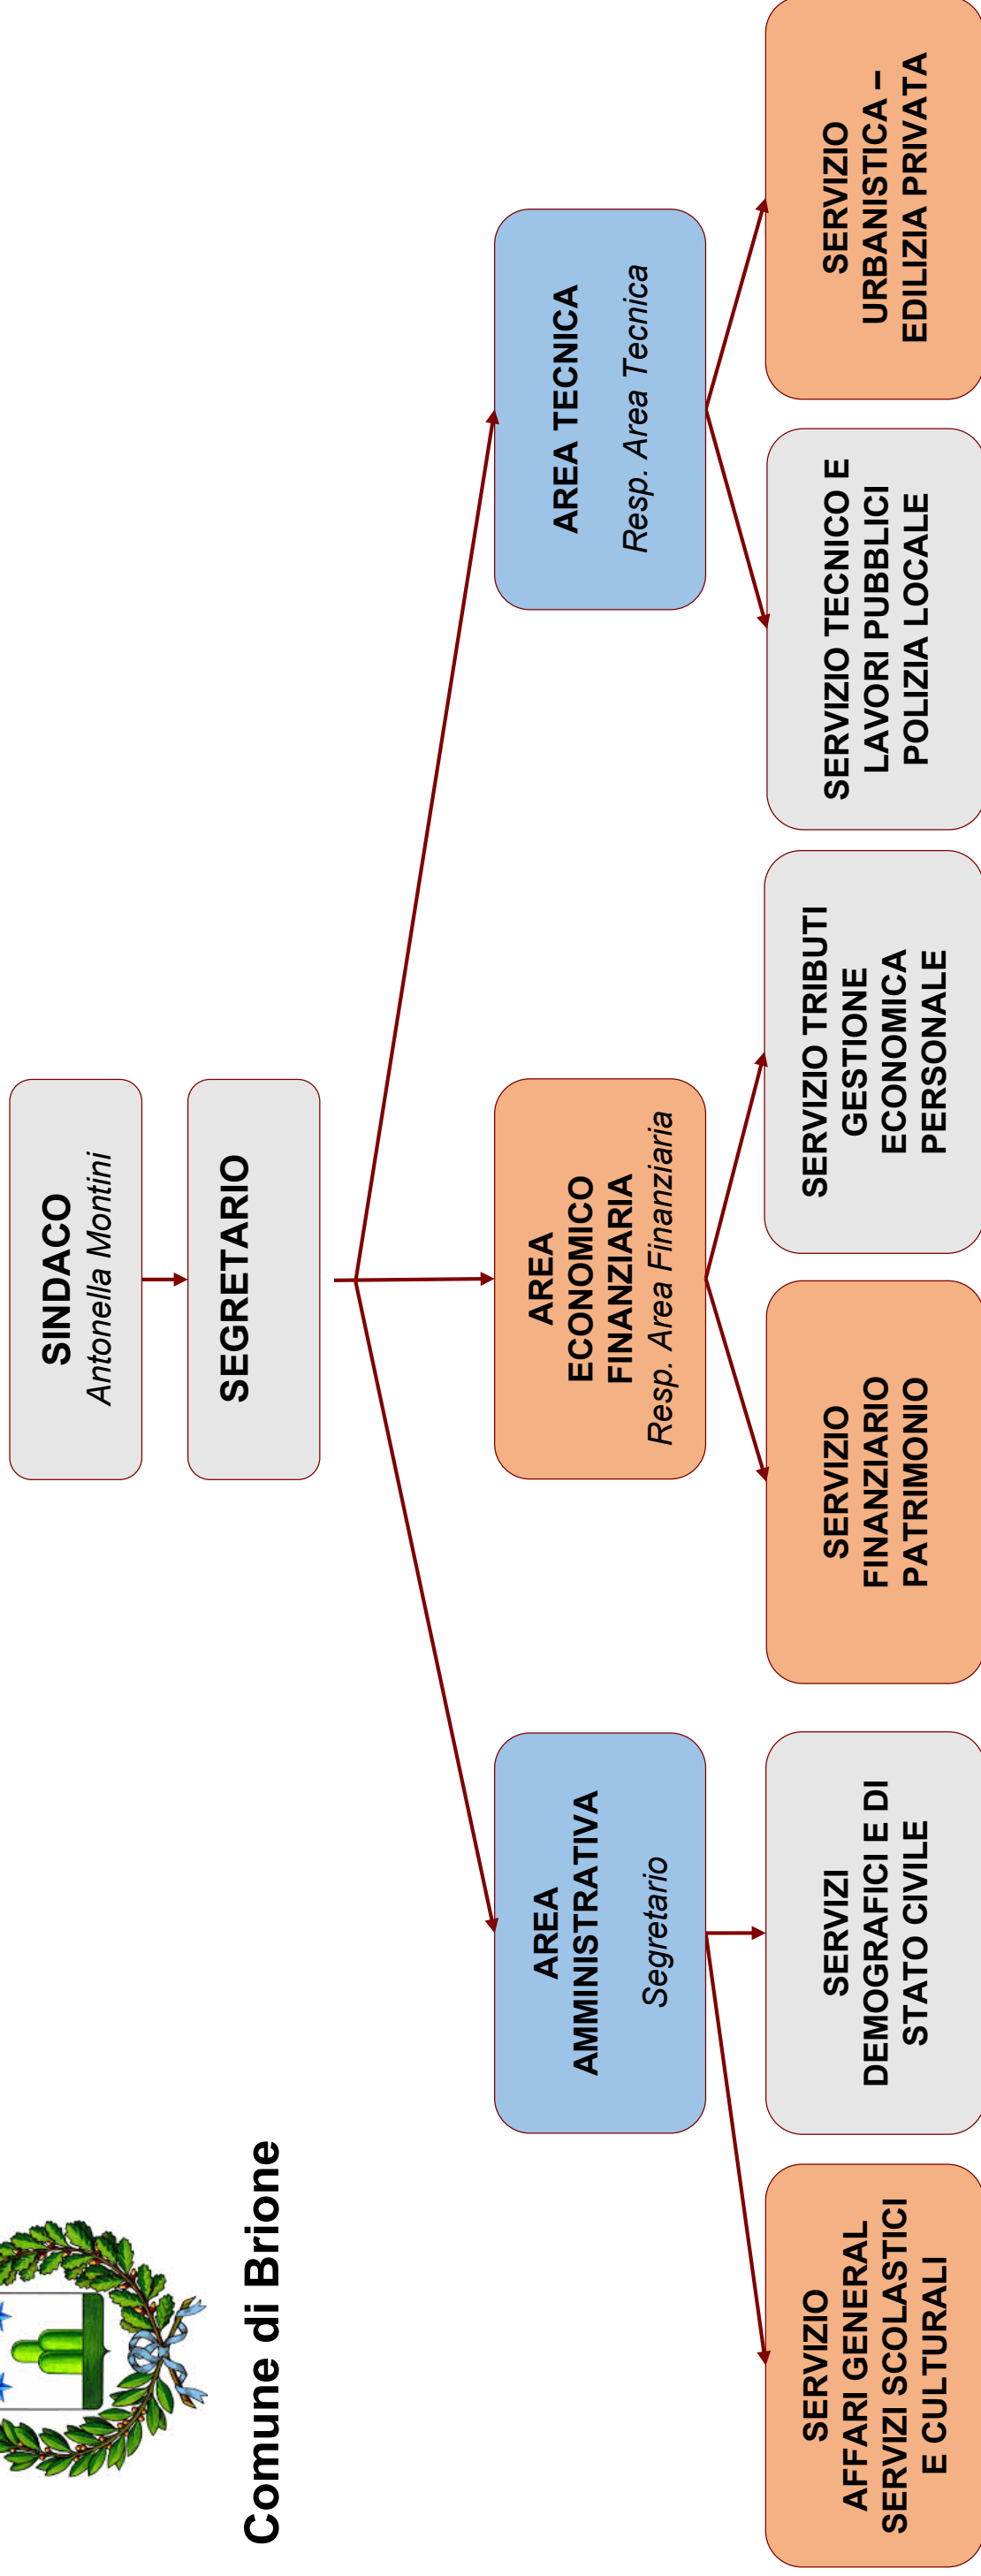 Comune di Brione
SINDACO
Antonella Montini
SEGRETARIO
AREA
AMMINISTRATIVA
Segretario
AREA
ECONOMICO
FINANZIARIA
Resp. Area Finanziaria
AREA TECNICA
Resp. Area Tecnica
SERVIZIO
AFFARI GENERAL
SERVIZI SCOLASTICI
E CULTURALI
SERVIZI
DEMOGRAFICI E DI
STATO CIVILE
SERVIZIO
FINANZIARIO
PATRIMONIO
SERVIZIO TRIBUTI
GESTIONE
ECONOMICA
PERSONALE
SERVIZIO TECNICO E
LAVORI PUBBLICI
POLIZIA LOCALE
SERVIZIO
URBANISTICA –
EDILIZIA PRIVATA